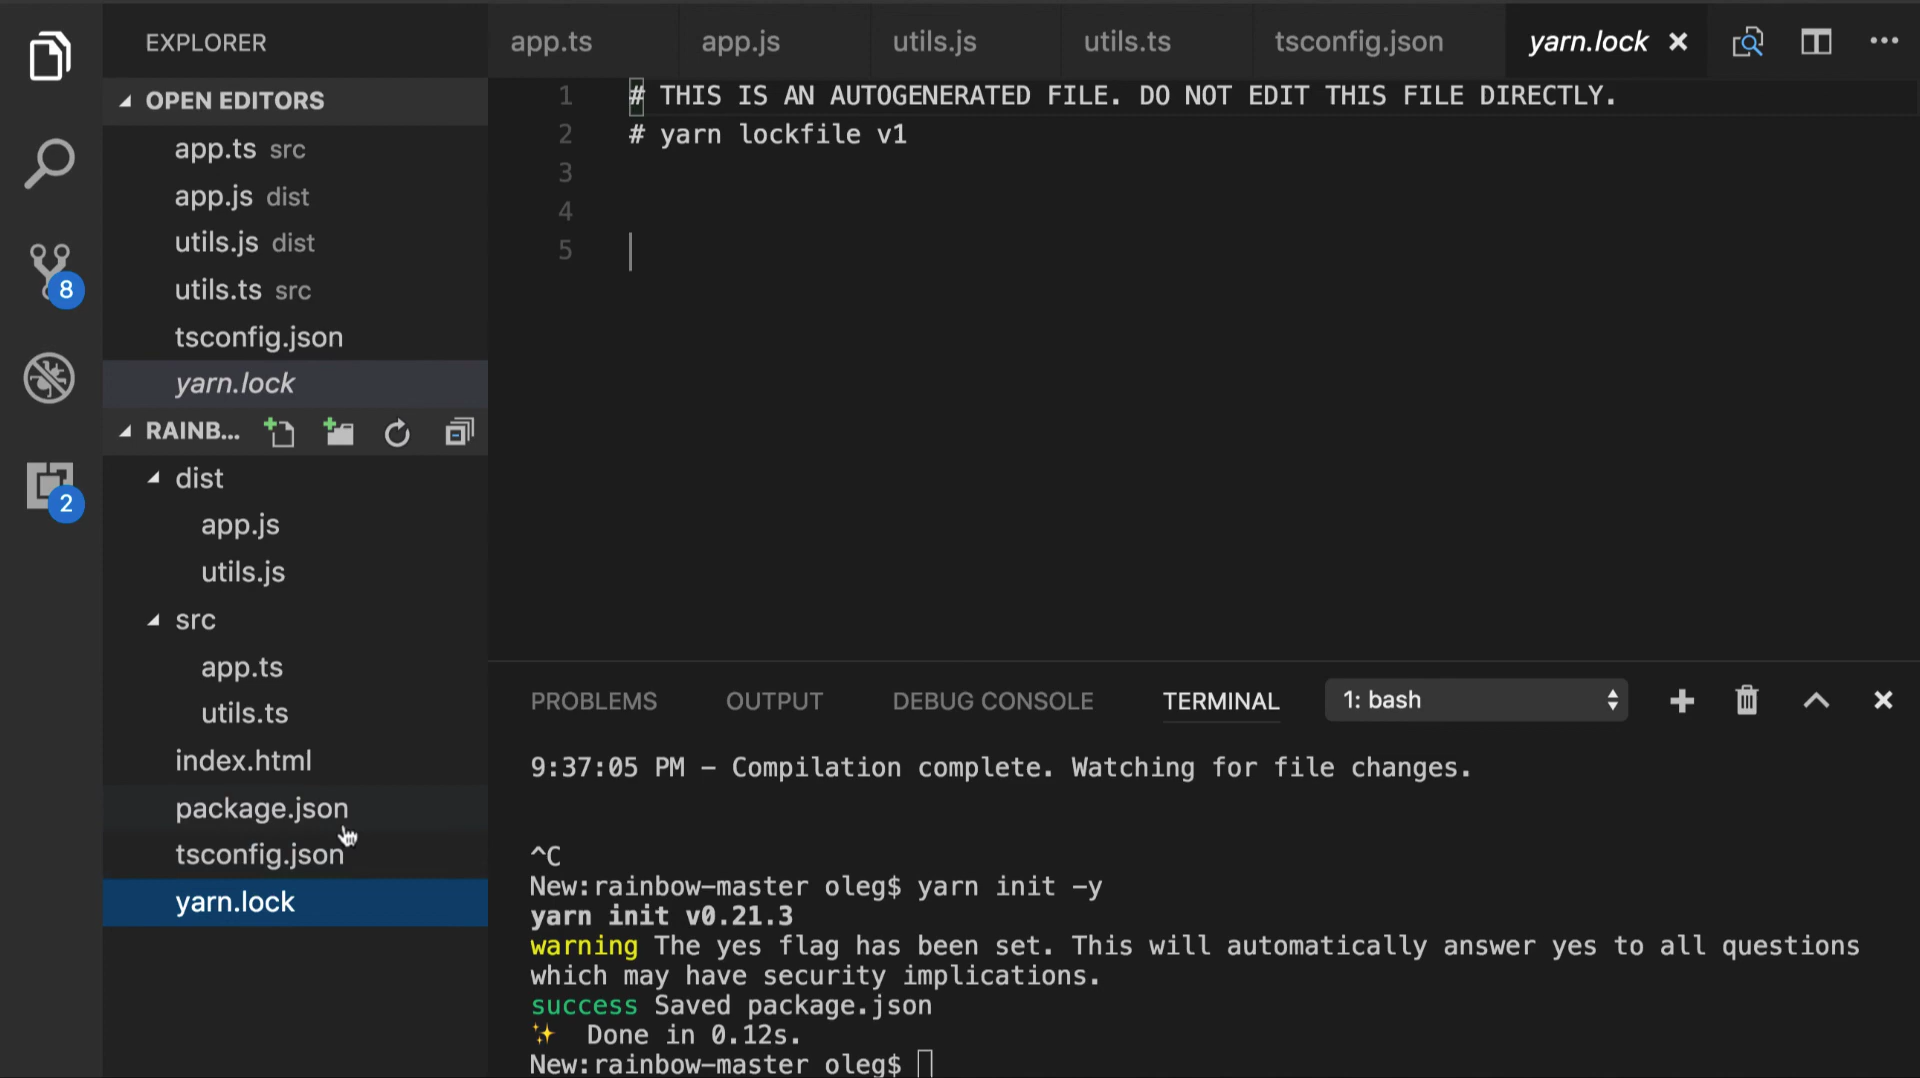 EXPLORER
OPEN EDITORS
app.ts src
app.js dist
utils.js dist
utils.ts src
tsconfig.json
yarn.lock
RAINB...
dist
app.js
utils.js
src
app.ts
utils.ts
index.html
package.json
tsconfig.json
yarn.lock
8
2
app.ts app.js utils.js utils.ts tsconfig.json yarn.lock
1 # THIS IS AN AUTOGENERATED FILE. DO NOT EDIT THIS FILE DIRECTLY.
2 # yarn lockfile v1
3
4
5
PROBLEMS OUTPUT DEBUG CONSOLE TERMINAL 1: bash
9:37:05 PM – Compilation complete. Watching for file changes.
^C
New:rainbow-master oleg$ yarn init -y
yarn init v0.21.3
warning The yes flag has been set. This will automatically answer yes to all questions
which may have security implications.
success Saved package.json
✨ Done in 0.12s.
New:rainbow-master oleg$